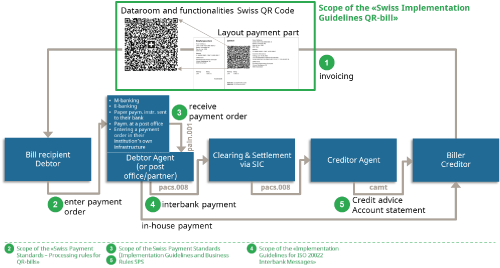 Dataroom and functionalities Swiss QR Code
Layout payment part
Scope of the «Swiss Implementation
Guidelines QR-bill»
1
invoicing
• M-banking
• E-banking
• Paper paym. instr. sent
to their bank
• Paym. at a post office
• Entering a payment
order in their
institution's own
infrastructure
3
receive
payment order
pain.001
Bill recipient
Debtor
Debtor Agent
(or post
office/partner)
Clearing & Settlement
via SIC
Creditor Agent
Biller
Creditor
pacs.008
pacs.008
camt
2
enter payment
order
4
interbank payment
5
Credit advice
Account statement
in-house payment
2
Scope of the «Swiss Payment
Standards – Processing rules for
QR-bill»
3
5
Scope of the Swiss Payment Standards
(Implementation Guidelines and Business
Rules SPS
4
Scope of the «Implementation
Guidelines for ISO 20022
Interbank Messages»